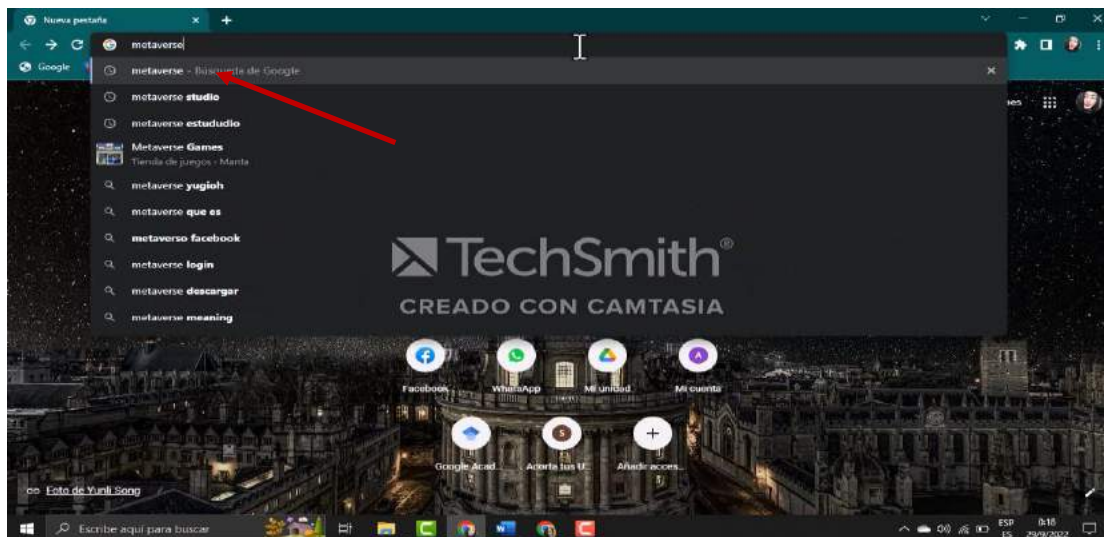 Nueva pestaña
metaverse
Google
metaverse - Búsqueda de Google
metaverse studio
metaverse estududio
Metaverse Games
Tienda de juegos - Manta
metaverse yugioh
metaverse que es
metaverso facebook
metaverse login
metaverse descargar
metaverse meaning
TechSmith®
CREADO CON CAMTASIA
Facebook WhatsApp Mi unidad Mi cuenta
Google Acad... Acorta tus U... Añadir acces...
Foto de Yunli Song
Escribe aquí para buscar
ESP 0:18
ES 29/9/2022